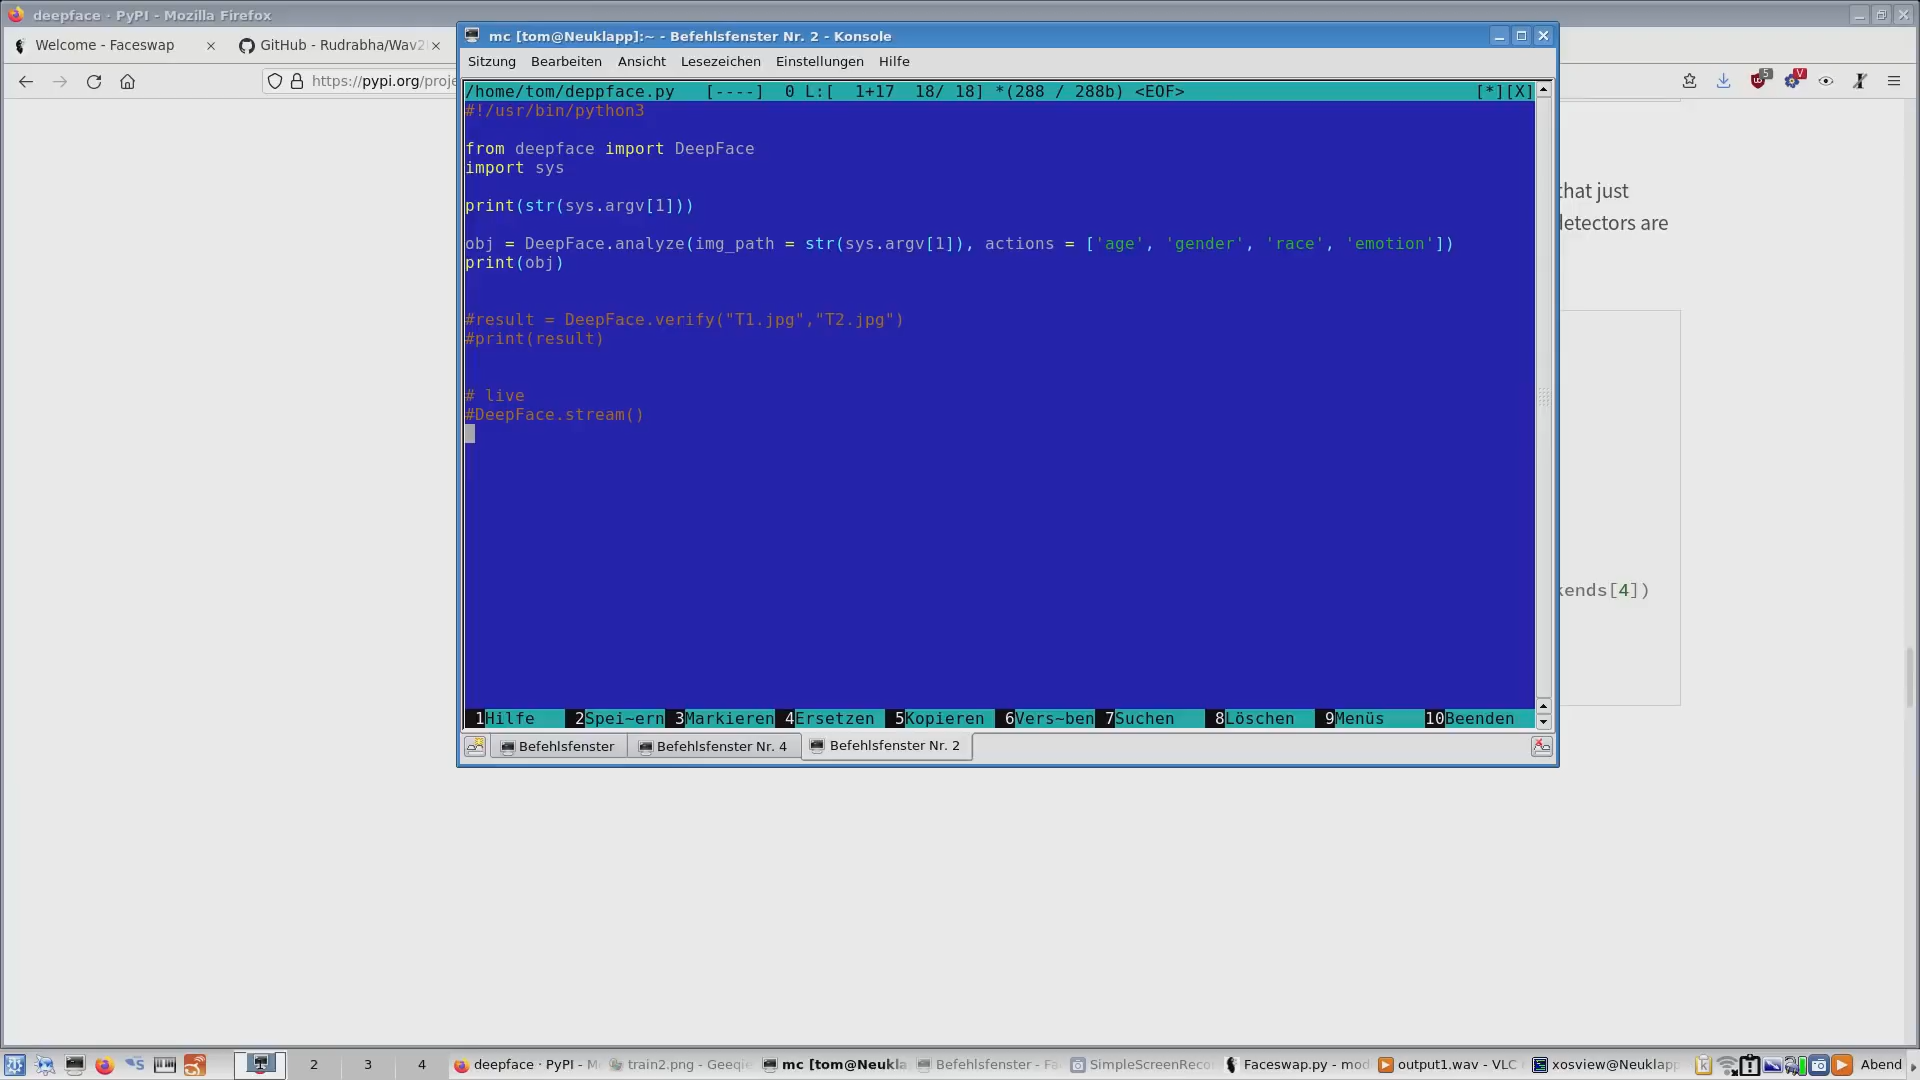 deepface · PyPI - Mozilla Firefox
Welcome - Faceswap
GitHub - Rudrabha/Wav2
https://pypi.org/proje
5
V
mc [tom@Neuklapp]:~ - Befehlsfenster Nr. 2 - Konsole
Sitzung Bearbeiten Ansicht Lesezeichen Einstellungen Hilfe
/home/tom/deppface.py [----] 0 L:[ 1+17 18/ 18] *(288 / 288b) <EOF> [*][X]
#!/usr/bin/python3
from deepface import DeepFace
import sys
print(str(sys.argv[1]))
obj = DeepFace.analyze(img_path = str(sys.argv[1]), actions = ['age', 'gender', 'race', 'emotion'])
print(obj)
#result = DeepFace.verify("T1.jpg","T2.jpg")
#print(result)
# live
#DeepFace.stream()
1Hilfe 2Spei~ern 3Markieren 4Ersetzen 5Kopieren 6Vers~ben 7Suchen 8Löschen 9Menüs 10Beenden
Befehlsfenster Befehlsfenster Nr. 4 Befehlsfenster Nr. 2
that just
detectors are
kends[4])
2 3 4 deepface · PyPI - M train2.png - Geeqie mc [tom@Neukla Befehlsfenster - Fa SimpleScreenReco Faceswap.py - mod output1.wav - VLC xosview@Neuklapp Abend